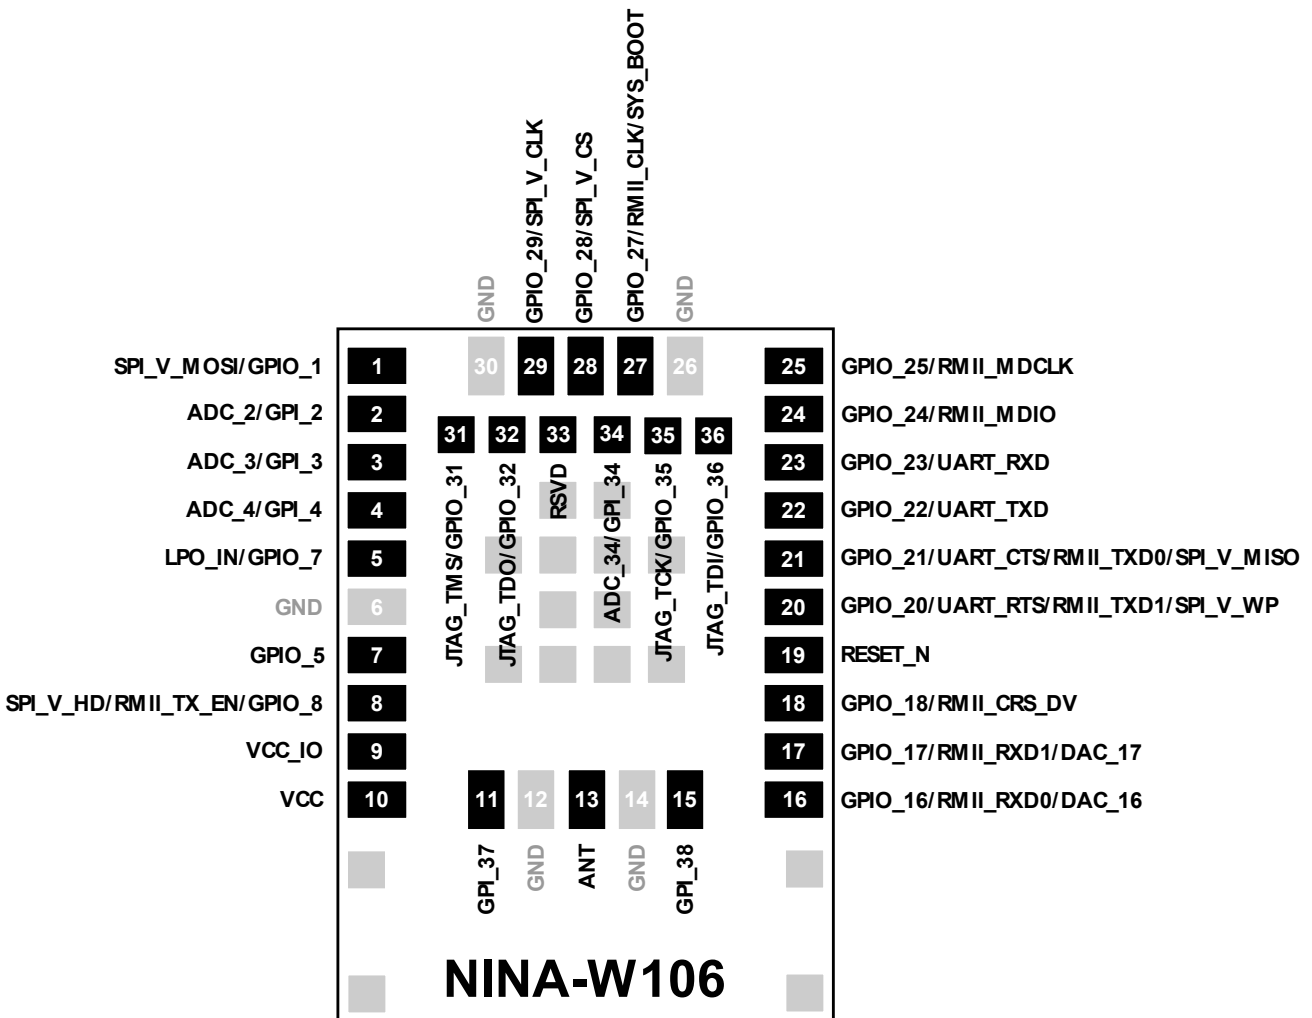 GND
GPIO_29/SPI_V_CLK
GPIO_28/SPI_V_CS
GPIO_27/RMII_CLK/SYS_BOOT
GND
30
29
28
27
26
SPI_V_MOSI/GPIO_1
1
25
GPIO_25/RMII_MDCLK
ADC_2/GPI_2
2
24
GPIO_24/RMII_MDIO
31
32
33
34
35
36
ADC_3/GPI_3
3
23
GPIO_23/UART_RXD
JTAG_TMS/GPIO_31
JTAG_TDO/GPIO_32
RSVD
ADC_34/GPI_34
JTAG_TCK/GPIO_35
JTAG_TDI/GPIO_36
ADC_4/GPI_4
4
22
GPIO_22/UART_TXD
LPO_IN/GPIO_7
5
21
GPIO_21/UART_CTS/RMII_TXD0/SPI_V_MISO
GND
6
20
GPIO_20/UART_RTS/RMII_TXD1/SPI_V_WP
GPIO_5
7
19
RESET_N
SPI_V_HD/RMII_TX_EN/GPIO_8
8
18
GPIO_18/RMII_CRS_DV
VCC_IO
9
17
GPIO_17/RMII_RXD1/DAC_17
VCC
10
11
12
13
14
15
16
GPIO_16/RMII_RXD0/DAC_16
GPI_37
GND
ANT
GND
GPI_38
NINA-W106